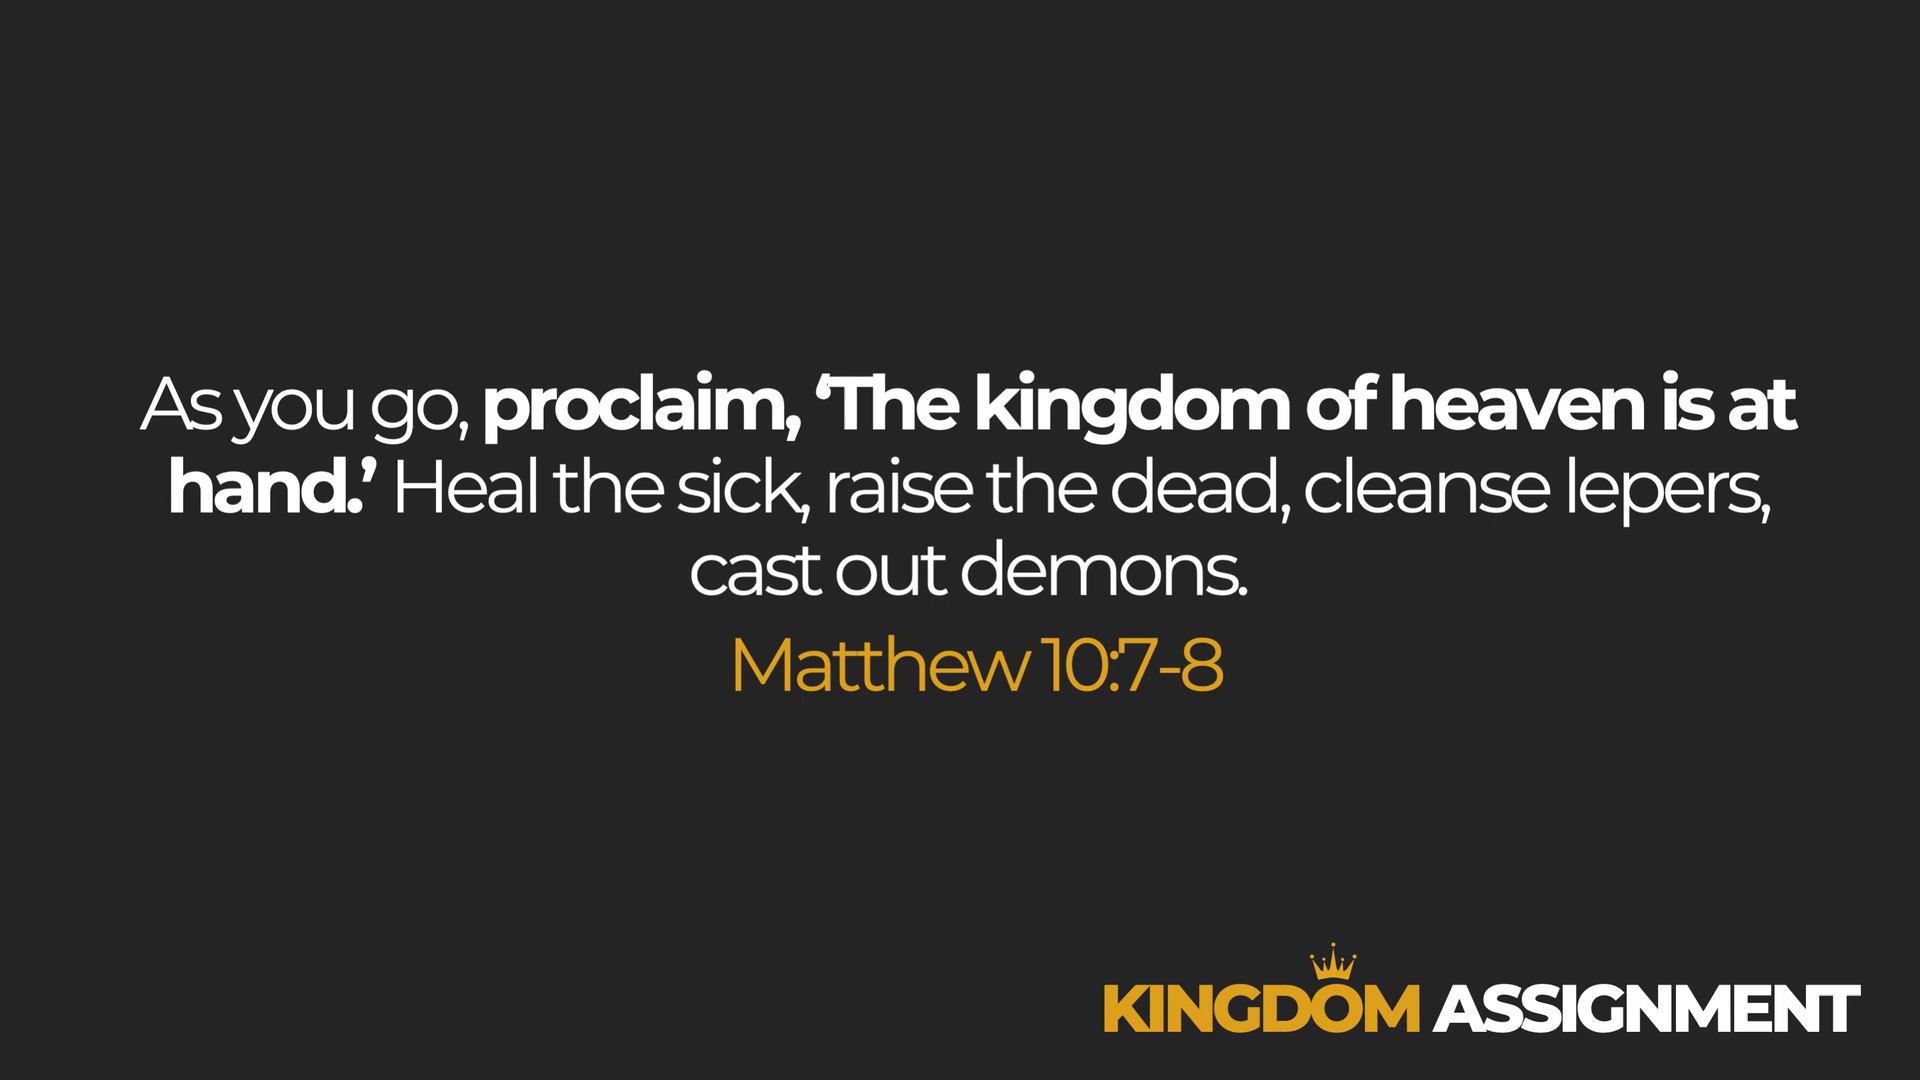 As you go, proclaim, ‘The kingdom of heaven is at
hand.’ Heal the sick, raise the dead, cleanse lepers,
cast out demons.
Matthew 10:7-8
KINGDOM ASSIGNMENT